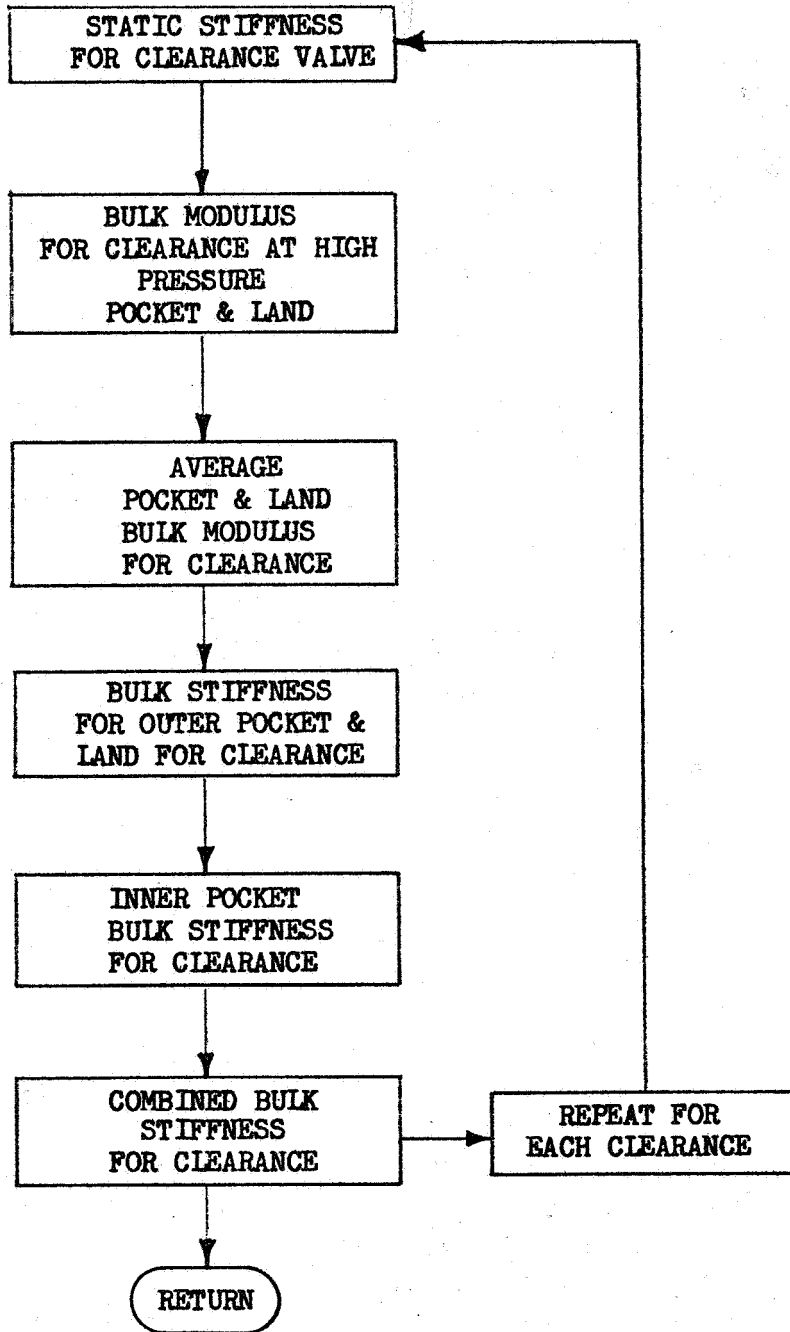 STATIC STIFFNESS
FOR CLEARANCE VALVE
BULK MODULUS
FOR CLEARANCE AT HIGH
PRESSURE
POCKET & LAND
AVERAGE
POCKET & LAND
BULK MODULUS
FOR CLEARANCE
BULK STIFFNESS
FOR OUTER POCKET &
LAND FOR CLEARANCE
INNER POCKET
BULK STIFFNESS
FOR CLEARANCE
COMBINED BULK
STIFFNESS
FOR CLEARANCE
REPEAT FOR
EACH CLEARANCE
RETURN